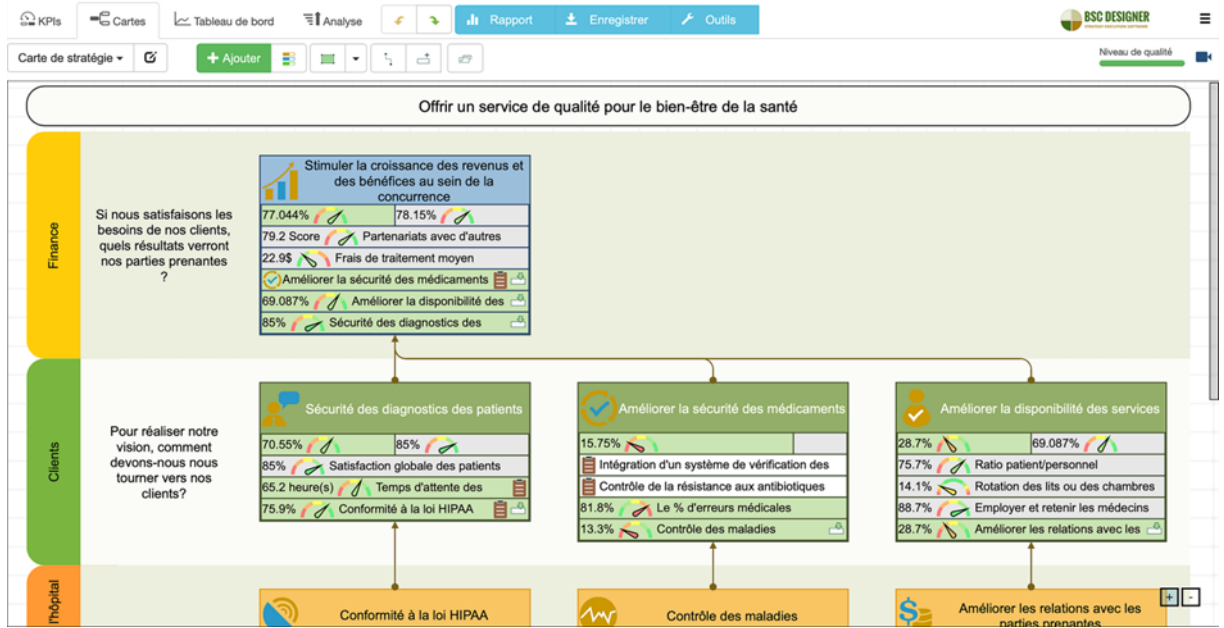 KPIs
Cartes
Tableau de bord
Analyse
Rapport
Enregistrer
Outils
BSC DESIGNER
Carte de stratégie
Ajouter
Niveau de qualité
Offrir un service de qualité pour le bien-être de la santé
Finance
Si nous satisfaisons les
besoins de nos clients,
quels résultats verront
nos parties prenantes
?
Stimuler la croissance des revenus et
des bénéfices au sein de la
concurrence
77.044% 78.15%
79.2 Score Partenariats avec d'autres
22.9$ Frais de traitement moyen
Améliorer la sécurité des médicaments
69.087% Améliorer la disponibilité des
85% Sécurité des diagnostics des
Clients
Pour réaliser notre
vision, comment
devons-nous nous
tourner vers nos
clients?
Sécurité des diagnostics des patients
70.55% 85%
85% Satisfaction globale des patients
65.2 heure(s) Temps d'attente des
75.9% Conformité à la loi HIPAA
Améliorer la sécurité des médicaments
15.75%
Intégration d'un système de vérification des
Contrôle de la résistance aux antibiotiques
81.8% Le % d'erreurs médicales
13.3% Contrôle des maladies
Améliorer la disponibilité des services
28.7% 69.087%
75.7% Ratio patient/personnel
14.1% Rotation des lits ou des chambres
88.7% Employer et retenir les médecins
28.7% Améliorer les relations avec les
l'hôpital
Conformité à la loi HIPAA
Contrôle des maladies
Améliorer les relations avec les
parties prenantes
+ -